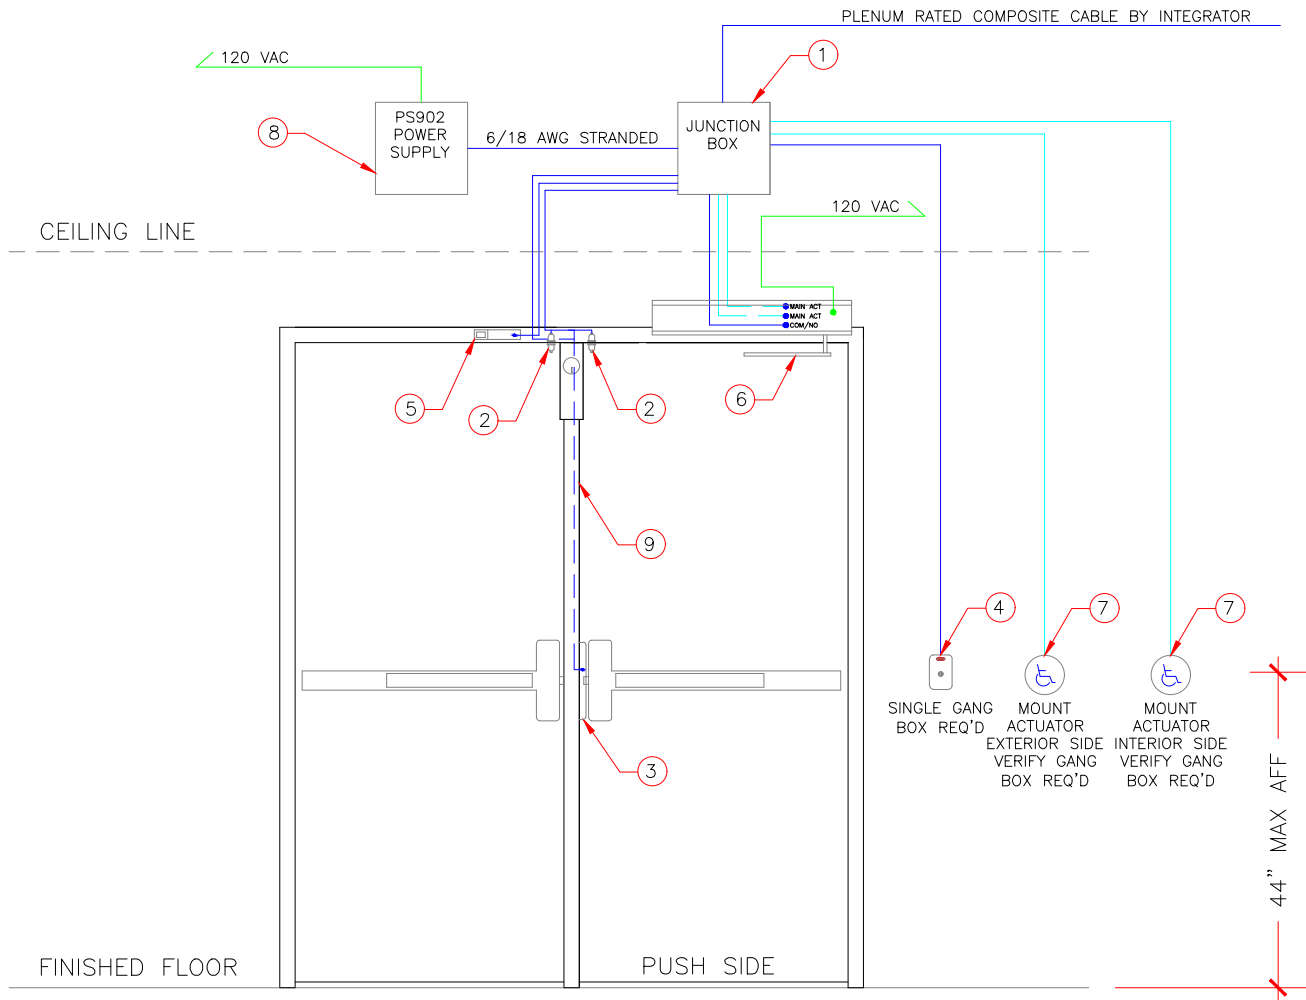 PLENUM RATED COMPOSITE CABLE BY INTEGRATOR
120 VAC
1
8
PS902
POWER
SUPPLY
6/18 AWG STRANDED
JUNCTION
BOX
120 VAC
CEILING LINE
MAIN ACT
MAIN ACT
COM/NO
5
2
2
6
9
4
7
7
SINGLE GANG
BOX REQ'D
MOUNT
ACTUATOR
EXTERIOR SIDE
VERIFY GANG
BOX REQ'D
MOUNT
ACTUATOR
INTERIOR SIDE
VERIFY GANG
BOX REQ'D
3
44" MAX AFF
FINISHED FLOOR
PUSH SIDE